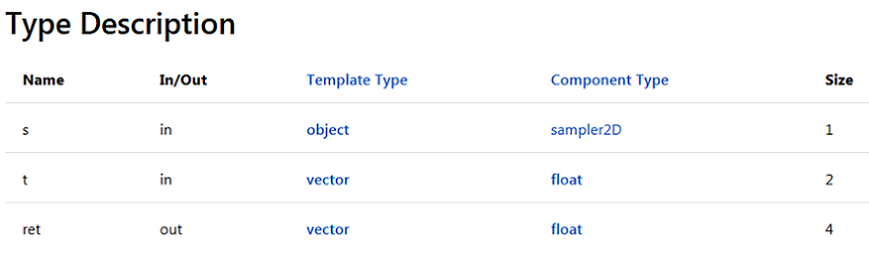 Type Description
Name In/Out Template Type Component Type Size
s in object sampler2D 1
t in vector float 2
ret out vector float 4